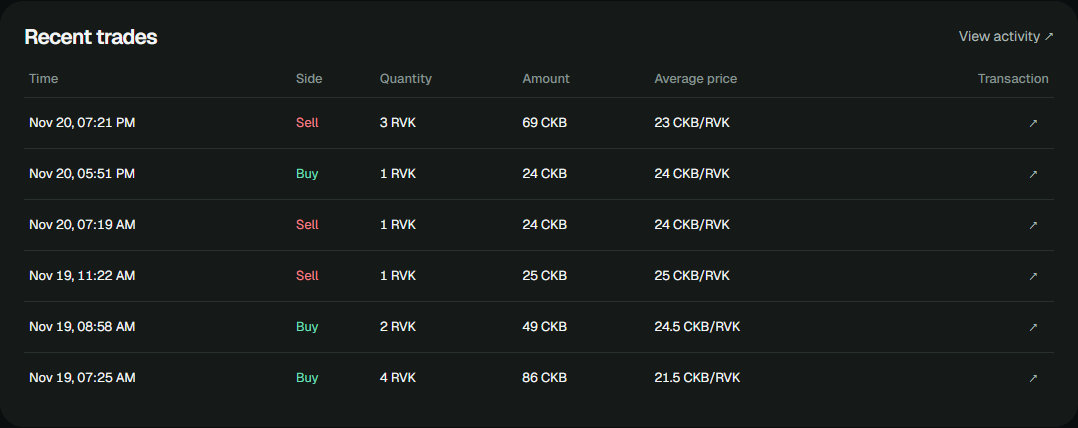 Recent trades View activity ↗
Time Side Quantity Amount Average price Transaction
Nov 20, 07:21 PM Sell 3 RVK 69 CKB 23 CKB/RVK ↗
Nov 20, 05:51 PM Buy 1 RVK 24 CKB 24 CKB/RVK ↗
Nov 20, 07:19 AM Sell 1 RVK 24 CKB 24 CKB/RVK ↗
Nov 19, 11:22 AM Sell 1 RVK 25 CKB 25 CKB/RVK ↗
Nov 19, 08:58 AM Buy 2 RVK 49 CKB 24.5 CKB/RVK ↗
Nov 19, 07:25 AM Buy 4 RVK 86 CKB 21.5 CKB/RVK ↗